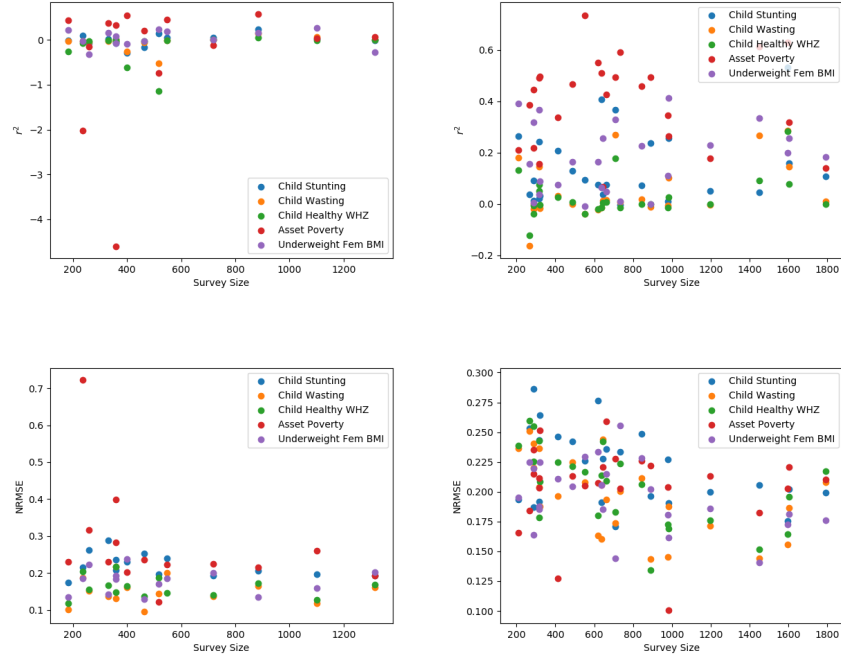 0
−1
−2
−3
−4
r²
200 400 600 800 1000 1200
Survey Size
Child Stunting
Child Wasting
Child Healthy WHZ
Asset Poverty
Underweight Fem BMI
0.6
0.4
0.2
0.0
−0.2
r²
200 400 600 800 1000 1200 1400 1600 1800
Survey Size
Child Stunting
Child Wasting
Child Healthy WHZ
Asset Poverty
Underweight Fem BMI
0.7
0.6
0.5
0.4
0.3
0.2
0.1
NRMSE
200 400 600 800 1000 1200
Survey Size
Child Stunting
Child Wasting
Child Healthy WHZ
Asset Poverty
Underweight Fem BMI
0.300
0.275
0.250
0.225
0.200
0.175
0.150
0.125
0.100
NRMSE
200 400 600 800 1000 1200 1400 1600 1800
Survey Size
Child Stunting
Child Wasting
Child Healthy WHZ
Asset Poverty
Underweight Fem BMI